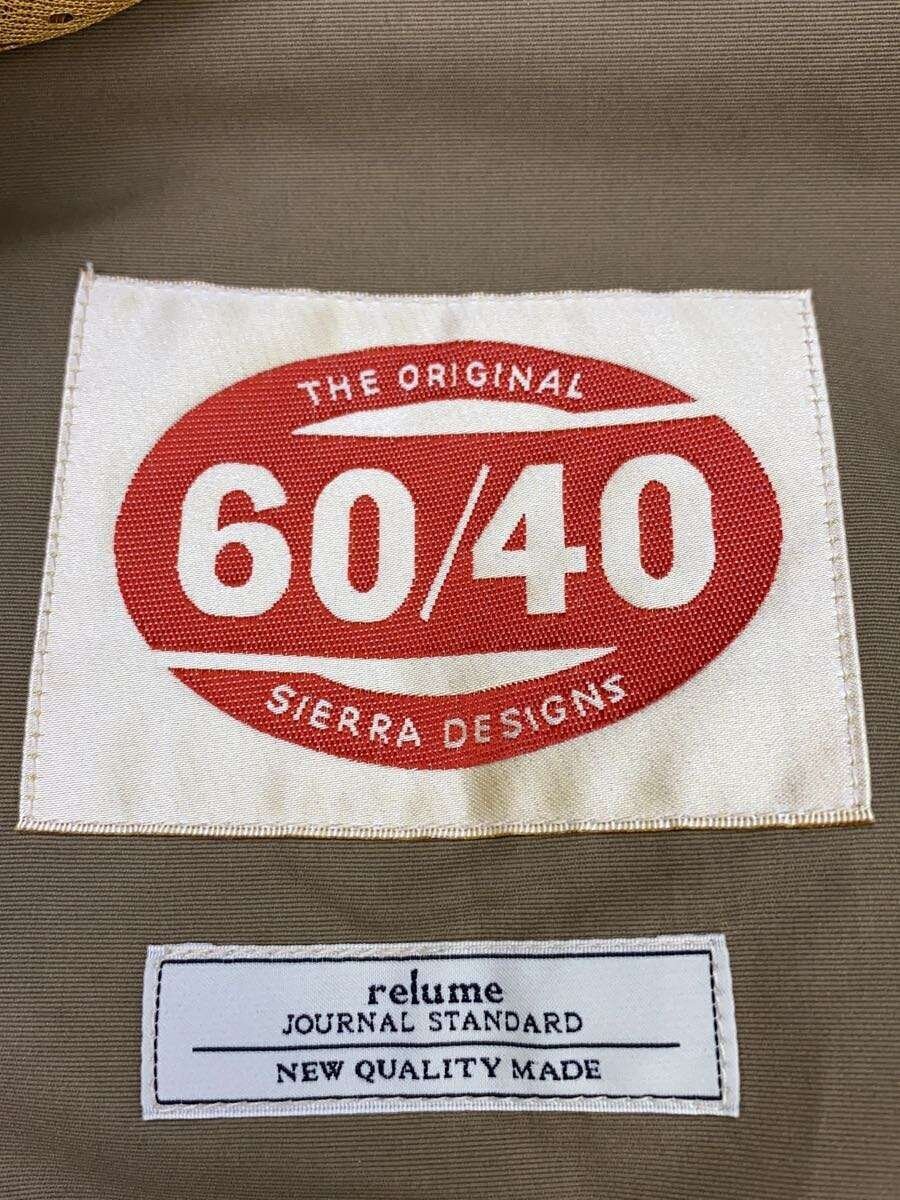 THE ORIGINAL
60/40
SIERRA DESIGNS
relume
JOURNAL STANDARD
NEW QUALITY MADE